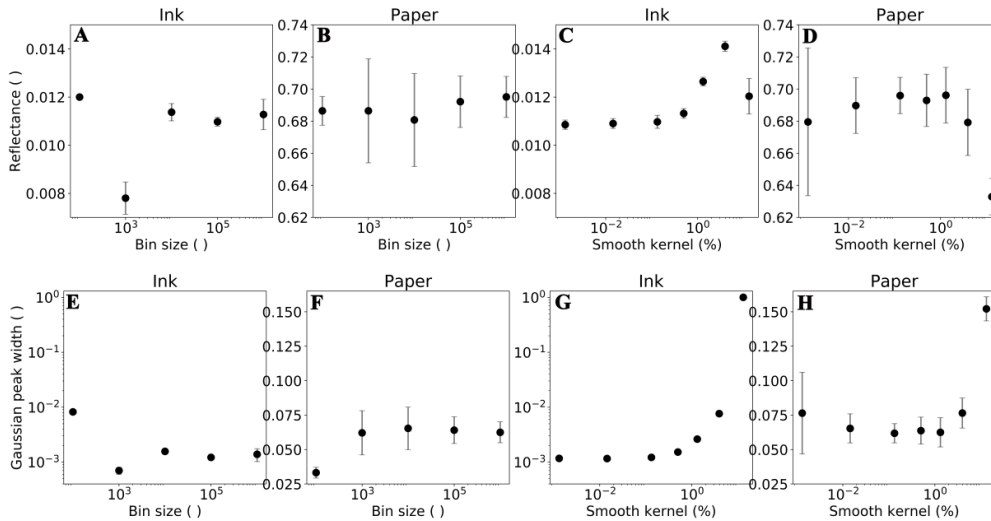 Ink
Paper
Ink
Paper
A
B
C
D
Reflectance ( )
0.014
0.012
0.010
0.008
0.74
0.72
0.70
0.68
0.66
0.64
0.62
0.014
0.012
0.010
0.008
0.74
0.72
0.70
0.68
0.66
0.64
0.62
10³
10⁵
10³
10⁵
10⁻²
10⁰
10⁻²
10⁰
Bin size ( )
Bin size ( )
Smooth kernel (%)
Smooth kernel (%)
Ink
Paper
Ink
Paper
E
F
G
H
Gaussian peak width ( )
10⁰
10⁻¹
10⁻²
10⁻³
0.150
0.125
0.100
0.075
0.050
0.025
10⁰
10⁻¹
10⁻²
10⁻³
0.150
0.125
0.100
0.075
0.050
0.025
10³
10⁵
10³
10⁵
10⁻²
10⁰
10⁻²
10⁰
Bin size ( )
Bin size ( )
Smooth kernel (%)
Smooth kernel (%)